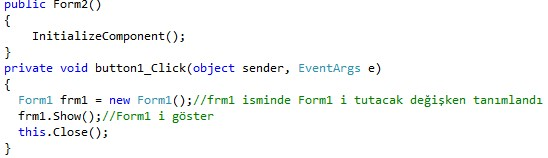 public Form2()
{
InitializeComponent();
}
private void button1_Click(object sender, EventArgs e)
{
Form1 frm1 = new Form1();//frm1 isminde Form1 i tutacak değişken tanımlandı
frm1.Show();//Form1 i göster
this.Close();
}